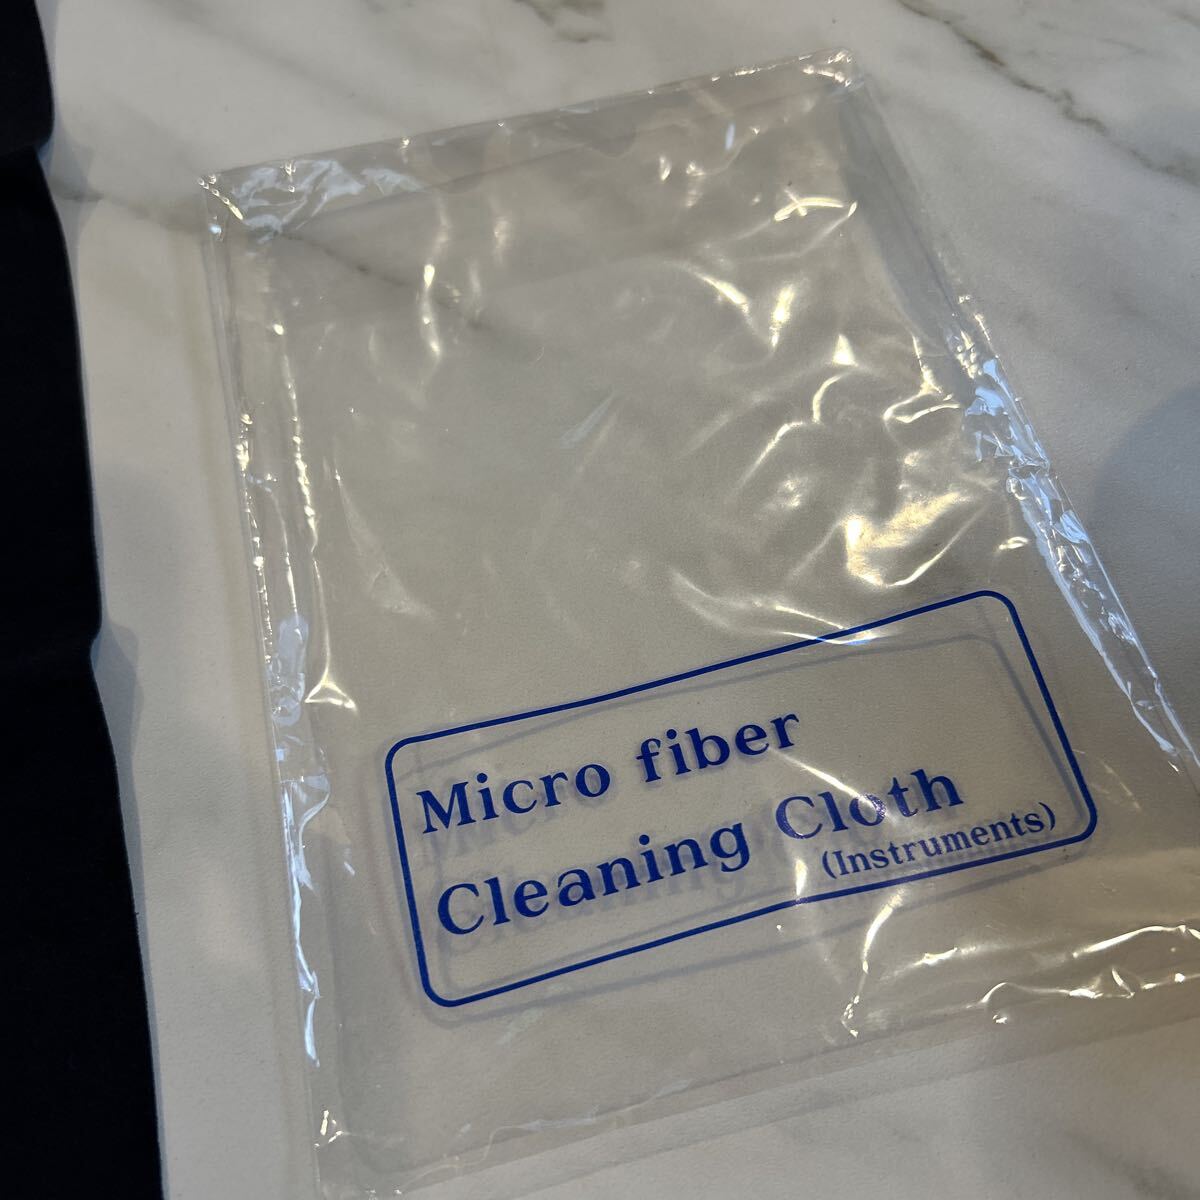 Micro fiber
Cleaning Cloth
(Instruments)